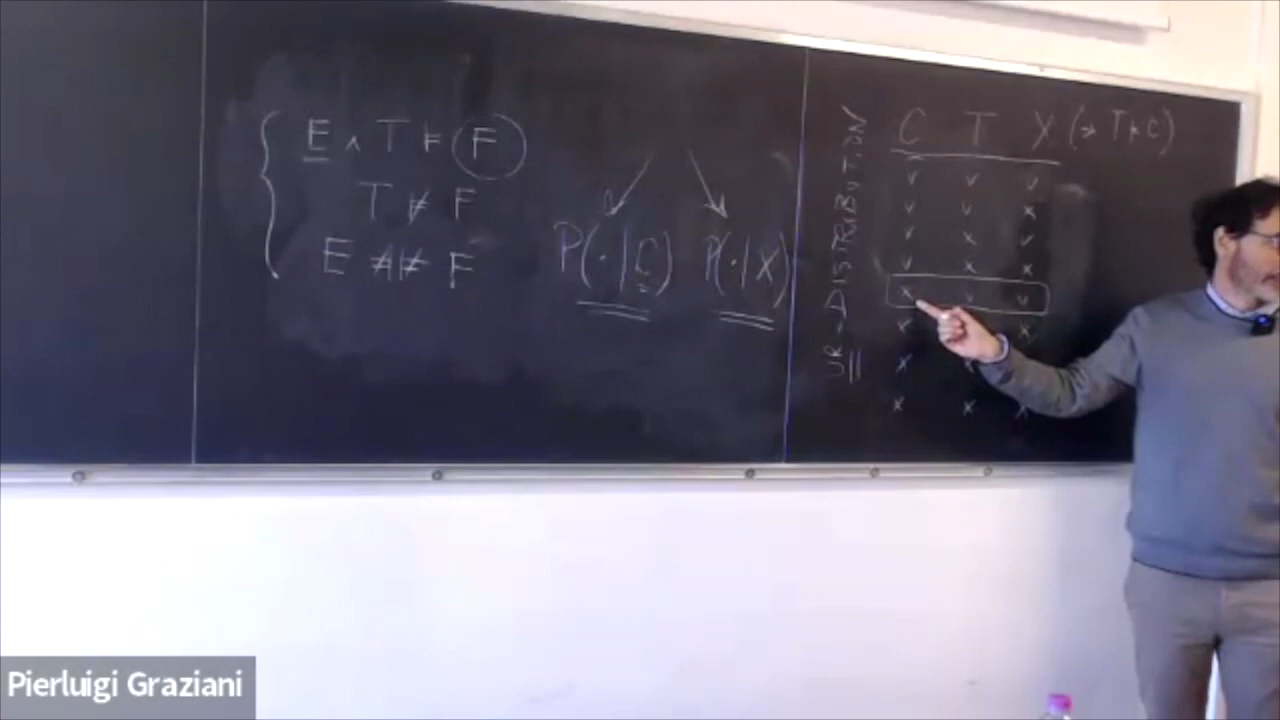 E ∧ T ⊨ F
T ⊭ F
E ⊭ F
P(·|C) P(·|X)
UR-DISTRIBUTION
C T X (⇒ T ⊨ C)
v v v
v v x
v x v
v x x
x v v
x x
x
x x x
Pierluigi Graziani